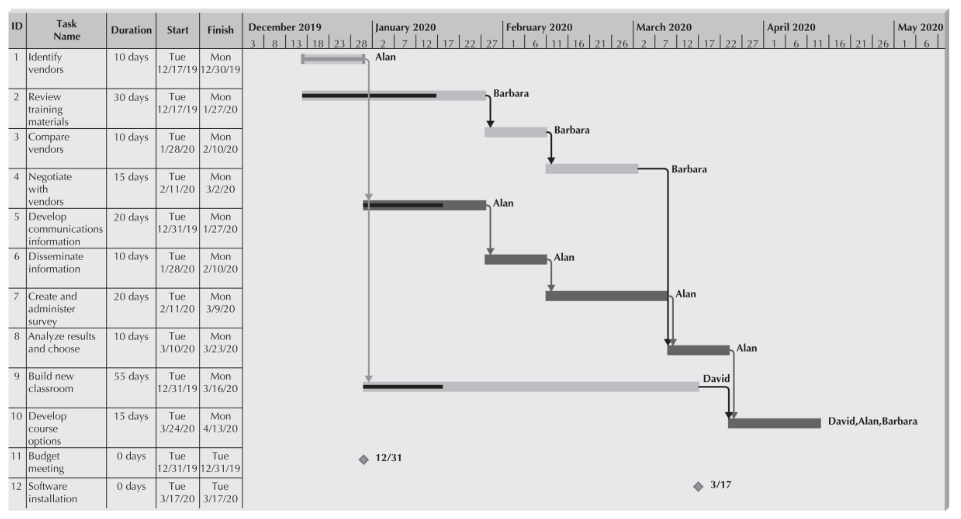 ID Task Name Duration Start Finish December 2019 January 2020 February 2020 March 2020 April 2020 May 2020
3 8 13 18 23 28 2 7 12 17 22 27 1 6 11 16 21 26 2 7 12 17 22 27 1 6 11 16 21 26 1 6
1 Identify vendors 10 days Tue 12/17/19 Mon 12/30/19 Alan
2 Review training materials 30 days Tue 12/17/19 Mon 1/27/20 Barbara
3 Compare vendors 10 days Tue 1/28/20 Mon 2/10/20 Barbara
4 Negotiate with vendors 15 days Tue 2/11/20 Mon 3/2/20 Barbara
5 Develop communications information 20 days Tue 12/31/19 Mon 1/27/20 Alan
6 Disseminate information 10 days Tue 1/28/20 Mon 2/10/20 Alan
7 Create and administer survey 20 days Tue 2/11/20 Mon 3/9/20 Alan
8 Analyze results and choose 10 days Tue 3/10/20 Mon 3/23/20 Alan
9 Build new classroom 55 days Tue 12/31/19 Mon 3/16/20 David
10 Develop course options 15 days Tue 3/24/20 Mon 4/13/20 David,Alan,Barbara
11 Budget meeting 0 days Tue 12/31/19 Tue 12/31/19 12/31
12 Software installation 0 days Tue 3/17/20 Tue 3/17/20 3/17